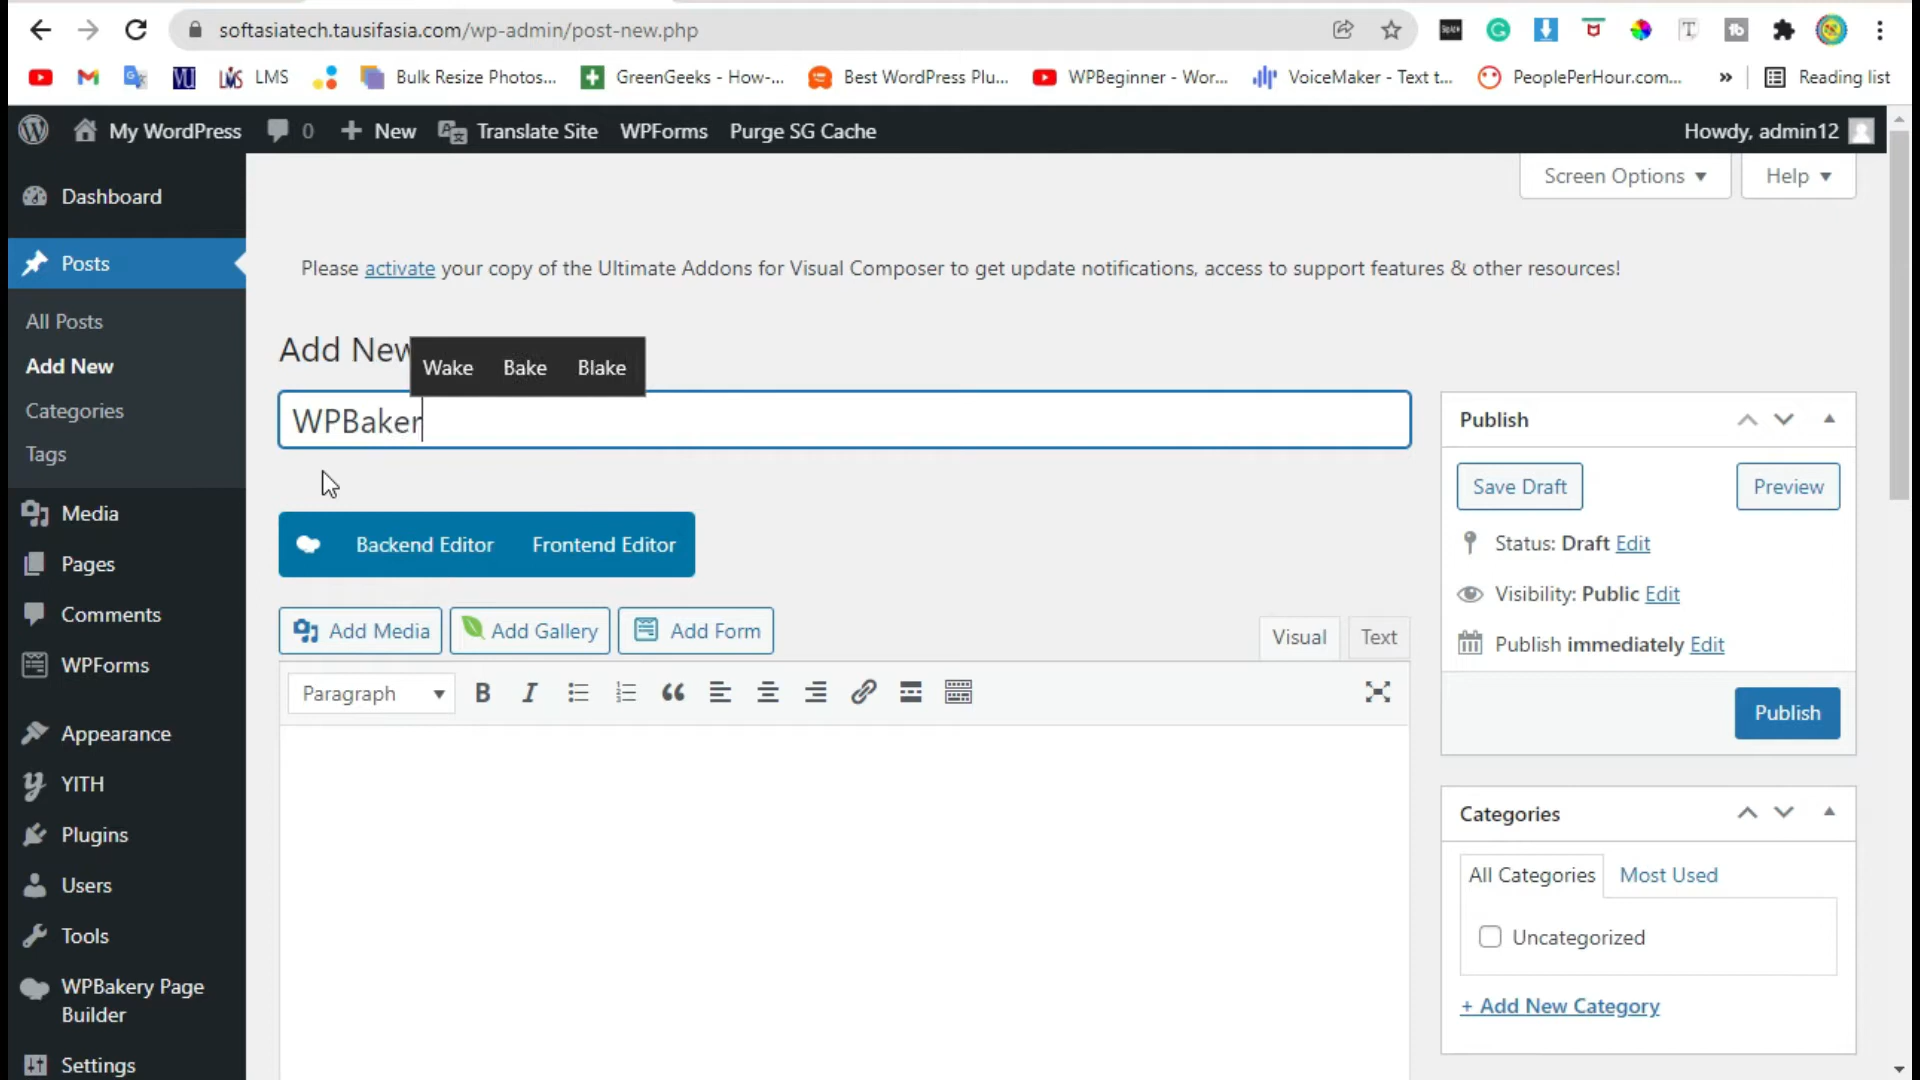 softasiatech.tausifasia.com/wp-admin/post-new.php
LMS
Bulk Resize Photos...
GreenGeeks - How-...
Best WordPress Plu...
WPBeginner - Wor...
VoiceMaker - Text t...
PeoplePerHour.com...
»
Reading list
My WordPress
0
New
Translate Site
WPForms
Purge SG Cache
Howdy, admin12
Screen Options
Help
Dashboard
Posts
All Posts
Add New
Categories
Tags
Media
Pages
Comments
WPForms
Appearance
YITH
Plugins
Users
Tools
WPBakery Page
Builder
Settings
Please activate your copy of the Ultimate Addons for Visual Composer to get update notifications, access to support features & other resources!
Add New
Wake Bake Blake
WPBaker
Backend Editor Frontend Editor
Add Media Add Gallery Add Form
Visual Text
Paragraph
B I
Publish
Save Draft Preview
Status: Draft Edit
Visibility: Public Edit
Publish immediately Edit
Publish
Categories
All Categories Most Used
Uncategorized
+ Add New Category